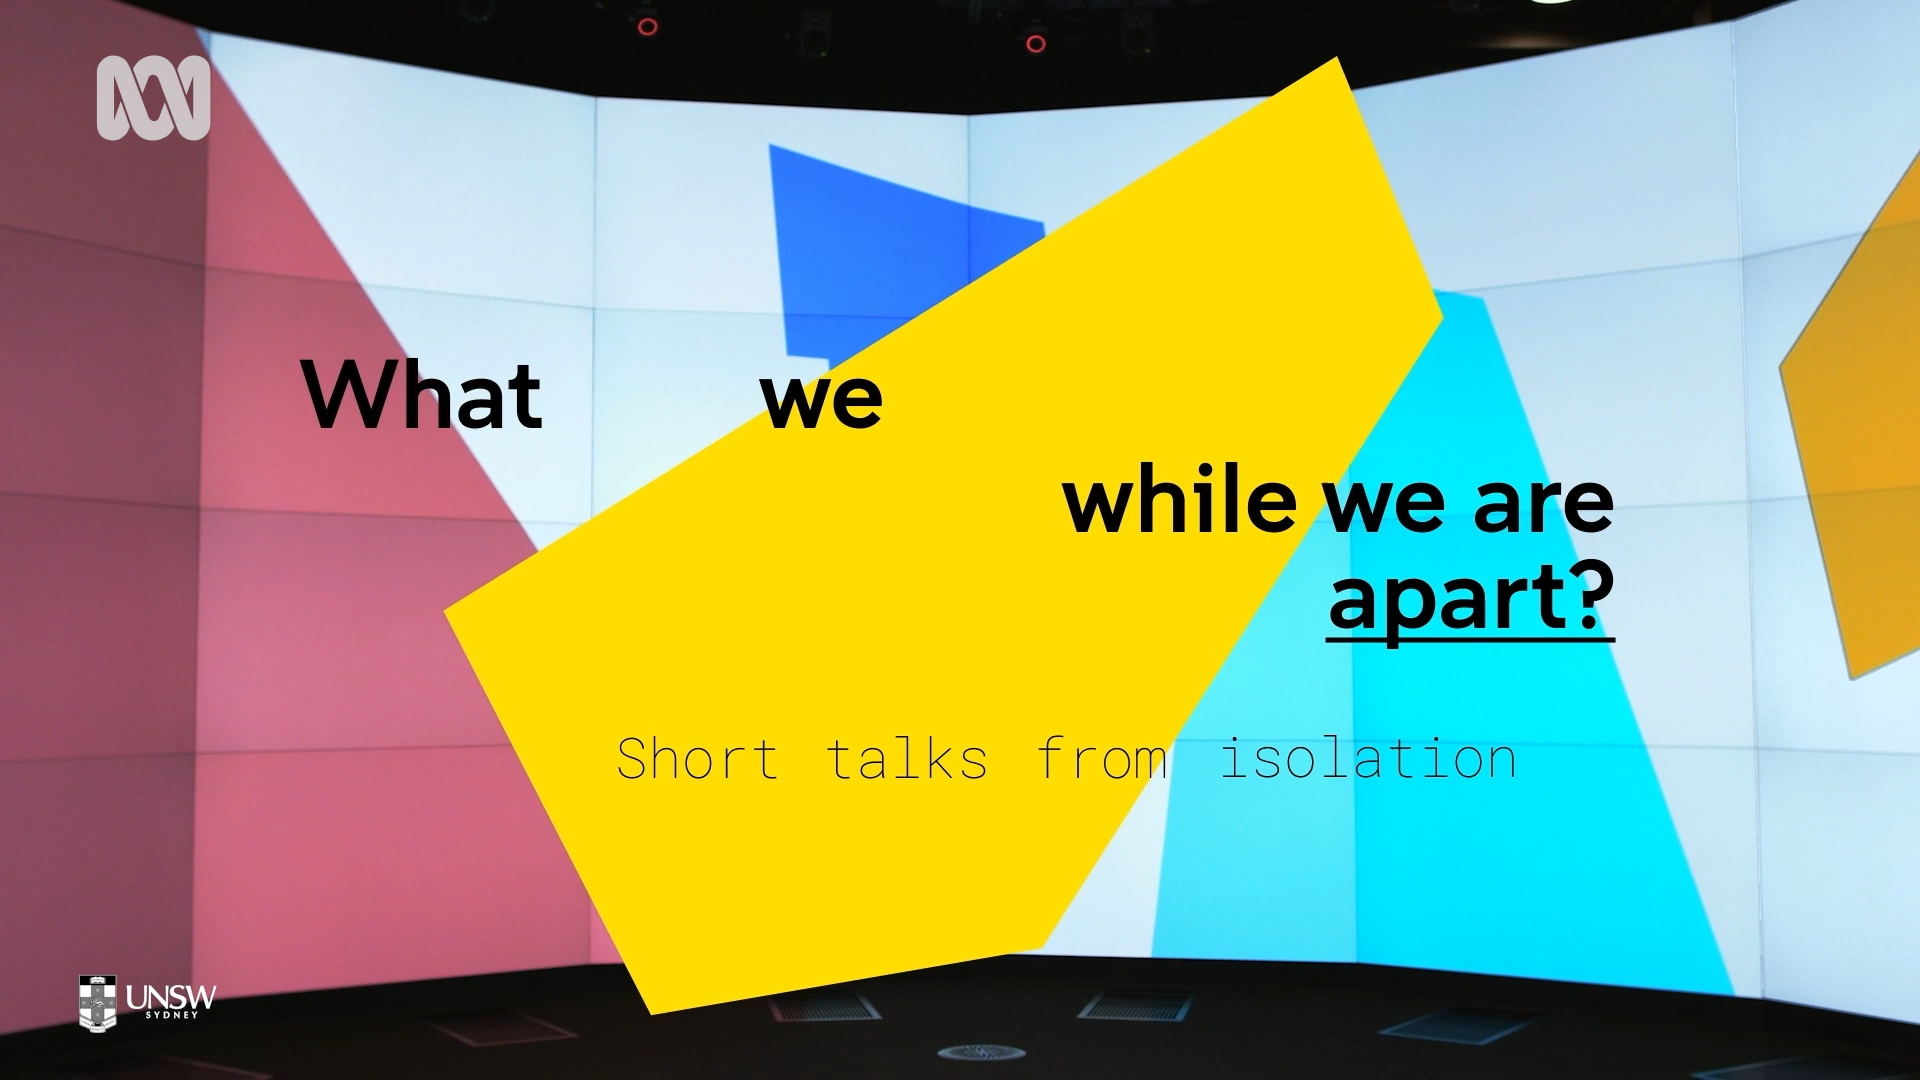 What we
while we are
apart?
Short talks from isolation
UNSW
SYDNEY